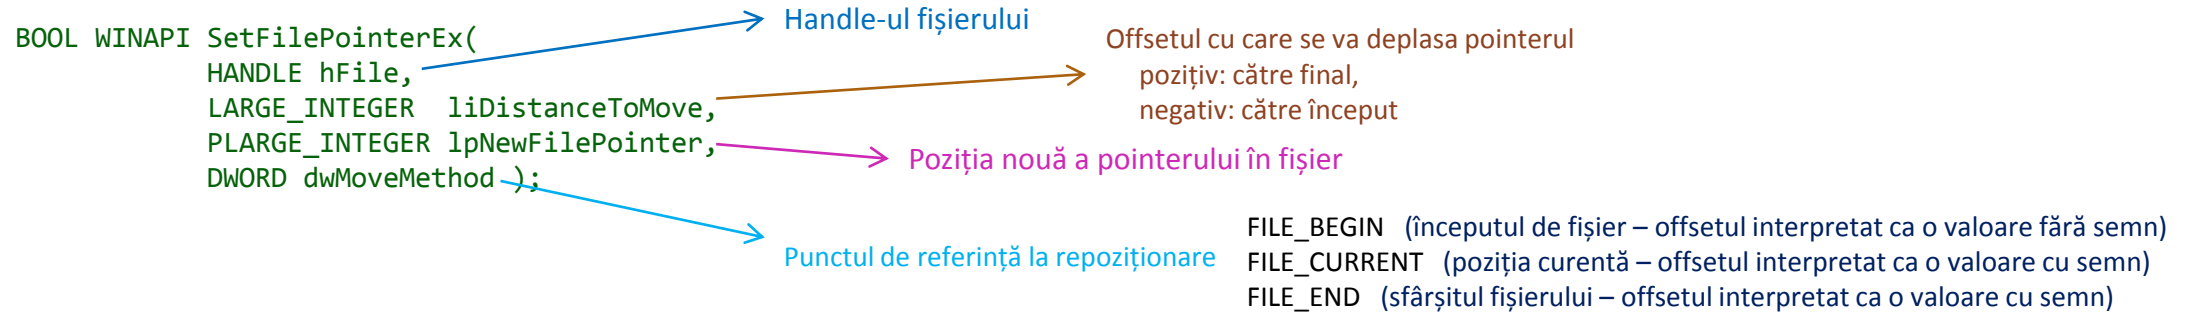 BOOL WINAPI SetFilePointerEx(
HANDLE hFile,
LARGE_INTEGER liDistanceToMove,
PLARGE_INTEGER lpNewFilePointer,
DWORD dwMoveMethod );
Handle-ul fișierului
Offsetul cu care se va deplasa pointerul
pozițiv: către final,
negativ: către început
Poziția nouă a pointerului în fișier
Punctul de referință la repoziționare
FILE_BEGIN (începutul de fișier – offsetul interpretat ca o valoare fără semn)
FILE_CURRENT (poziția curentă – offsetul interpretat ca o valoare cu semn)
FILE_END (sfârșitul fișierului – offsetul interpretat ca o valoare cu semn)